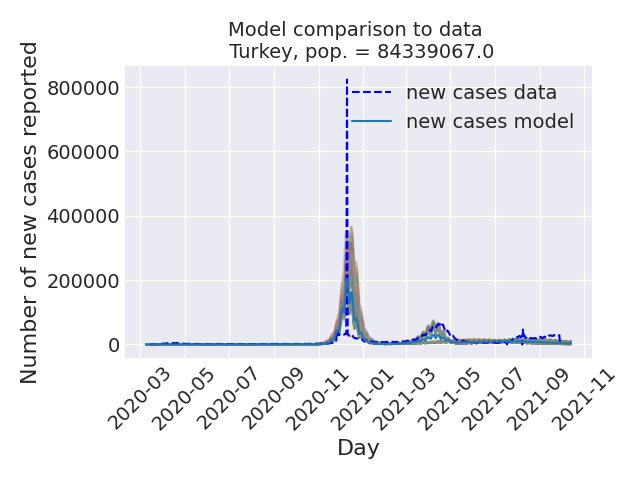 Model comparison to data
Turkey, pop. = 84339067.0
Number of new cases reported
800000
600000
400000
200000
0
new cases data
new cases model
2020-03
2020-05
2020-07
2020-09
2020-11
2021-01
2021-03
2021-05
2021-07
2021-09
2021-11
Day